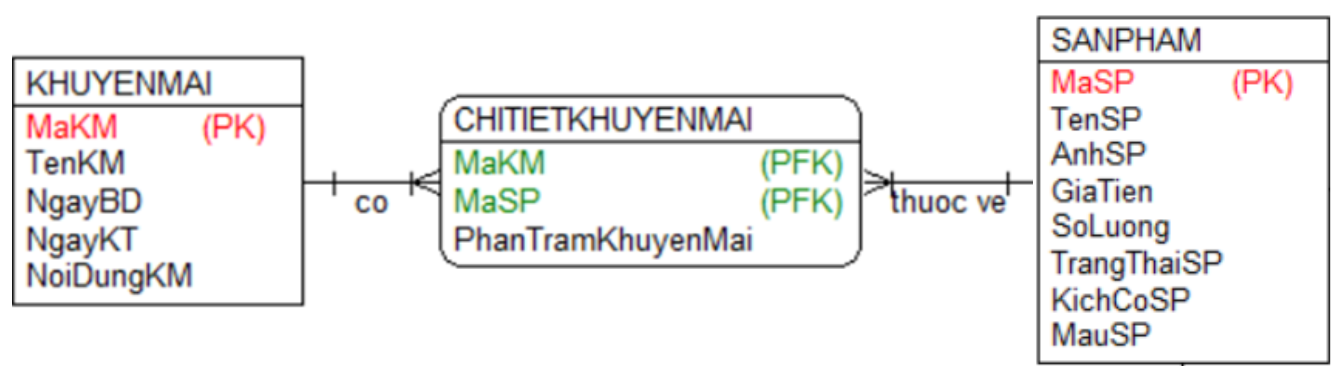 KHUYENMAI
MaKM (PK)
TenKM
NgayBD
NgayKT
NoiDungKM
co
CHITIETKHUYENMAI
MaKM (PFK)
MaSP (PFK)
PhanTramKhuyenMai
thuoc ve
SANPHAM
MaSP (PK)
TenSP
AnhSP
GiaTien
SoLuong
TrangThaiSP
KichCoSP
MauSP